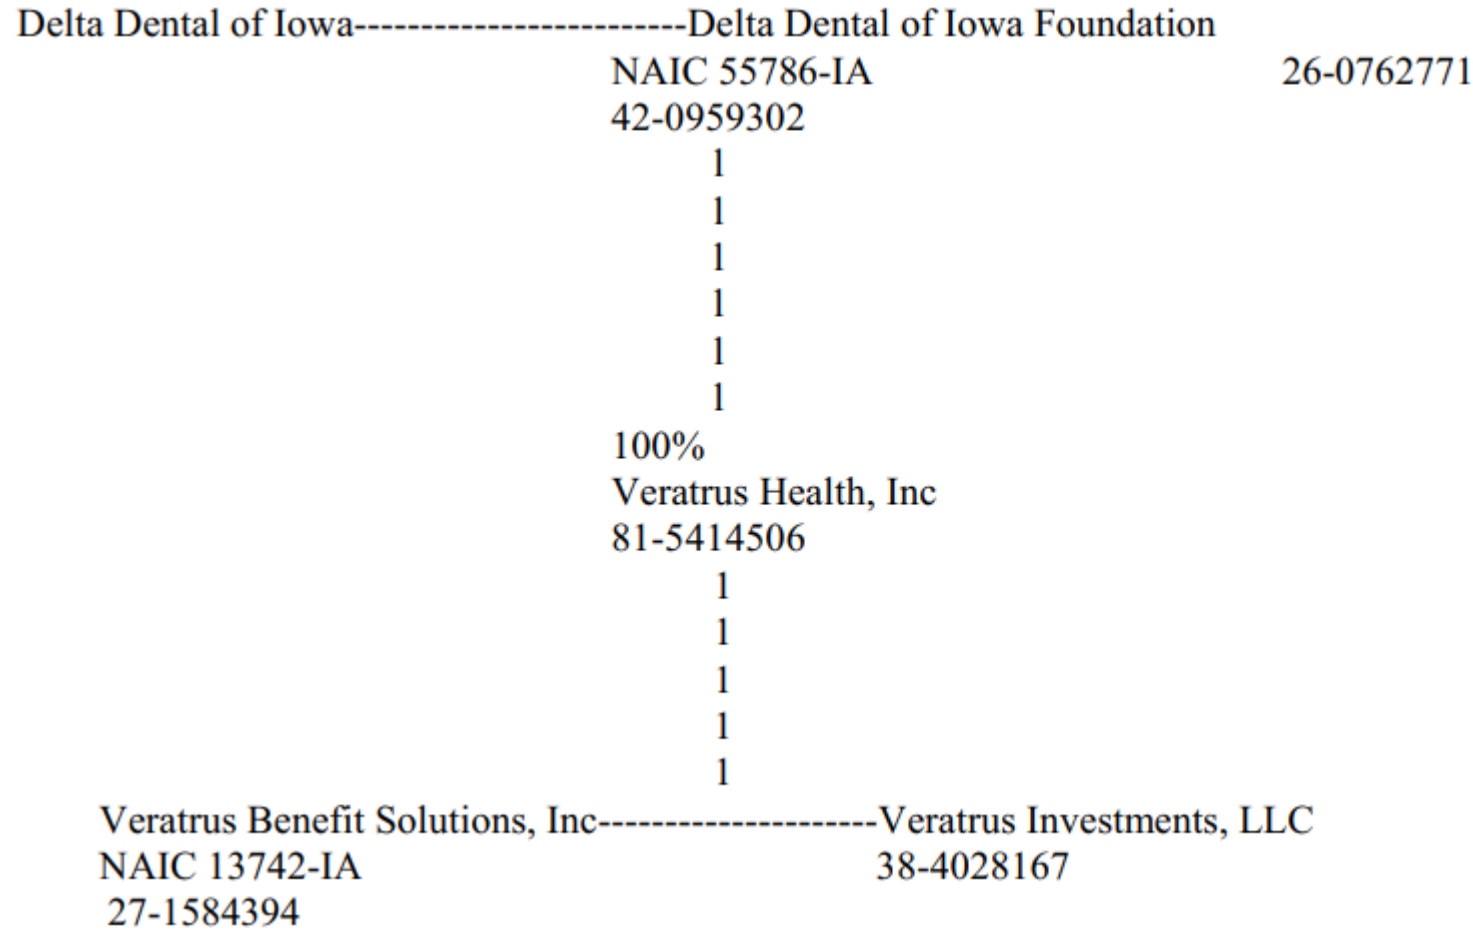 Delta Dental of Iowa-------------------------Delta Dental of Iowa Foundation
NAIC 55786-IA 26-0762771
42-0959302
l
l
l
l
l
l
100%
Veratrus Health, Inc
81-5414506
l
l
l
l
l
Veratrus Benefit Solutions, Inc---------------------Veratrus Investments, LLC
NAIC 13742-IA 38-4028167
27-1584394